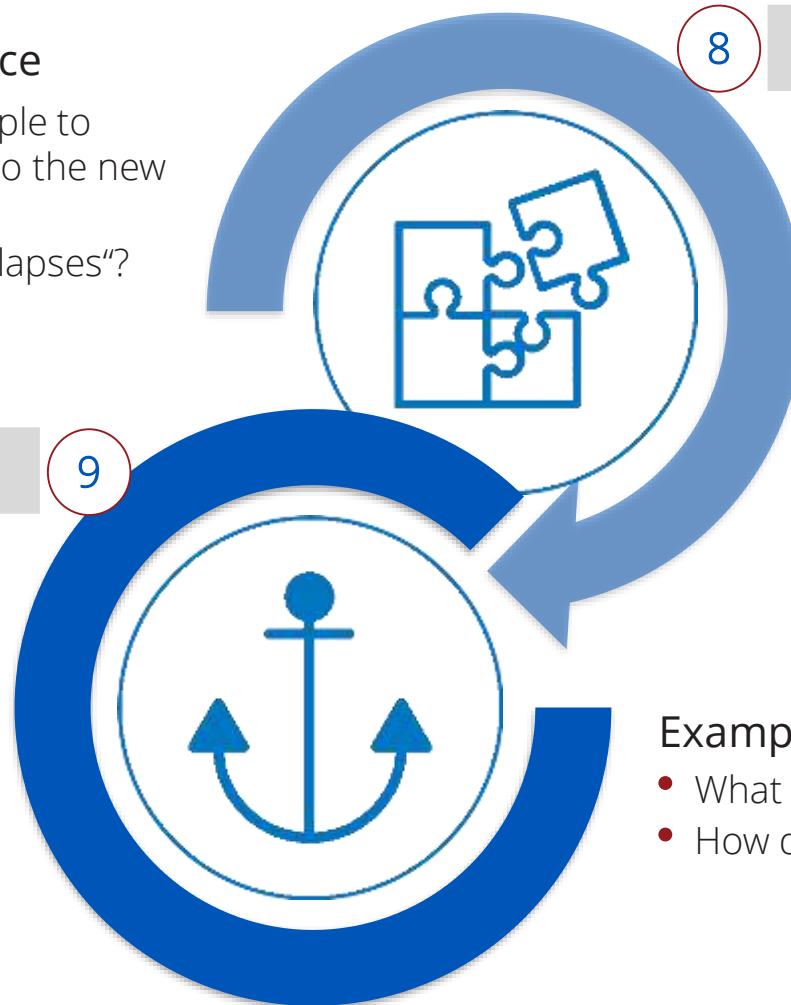 8
ce
ple to
o the new
lapses“?
9
Examp
• What
• How c